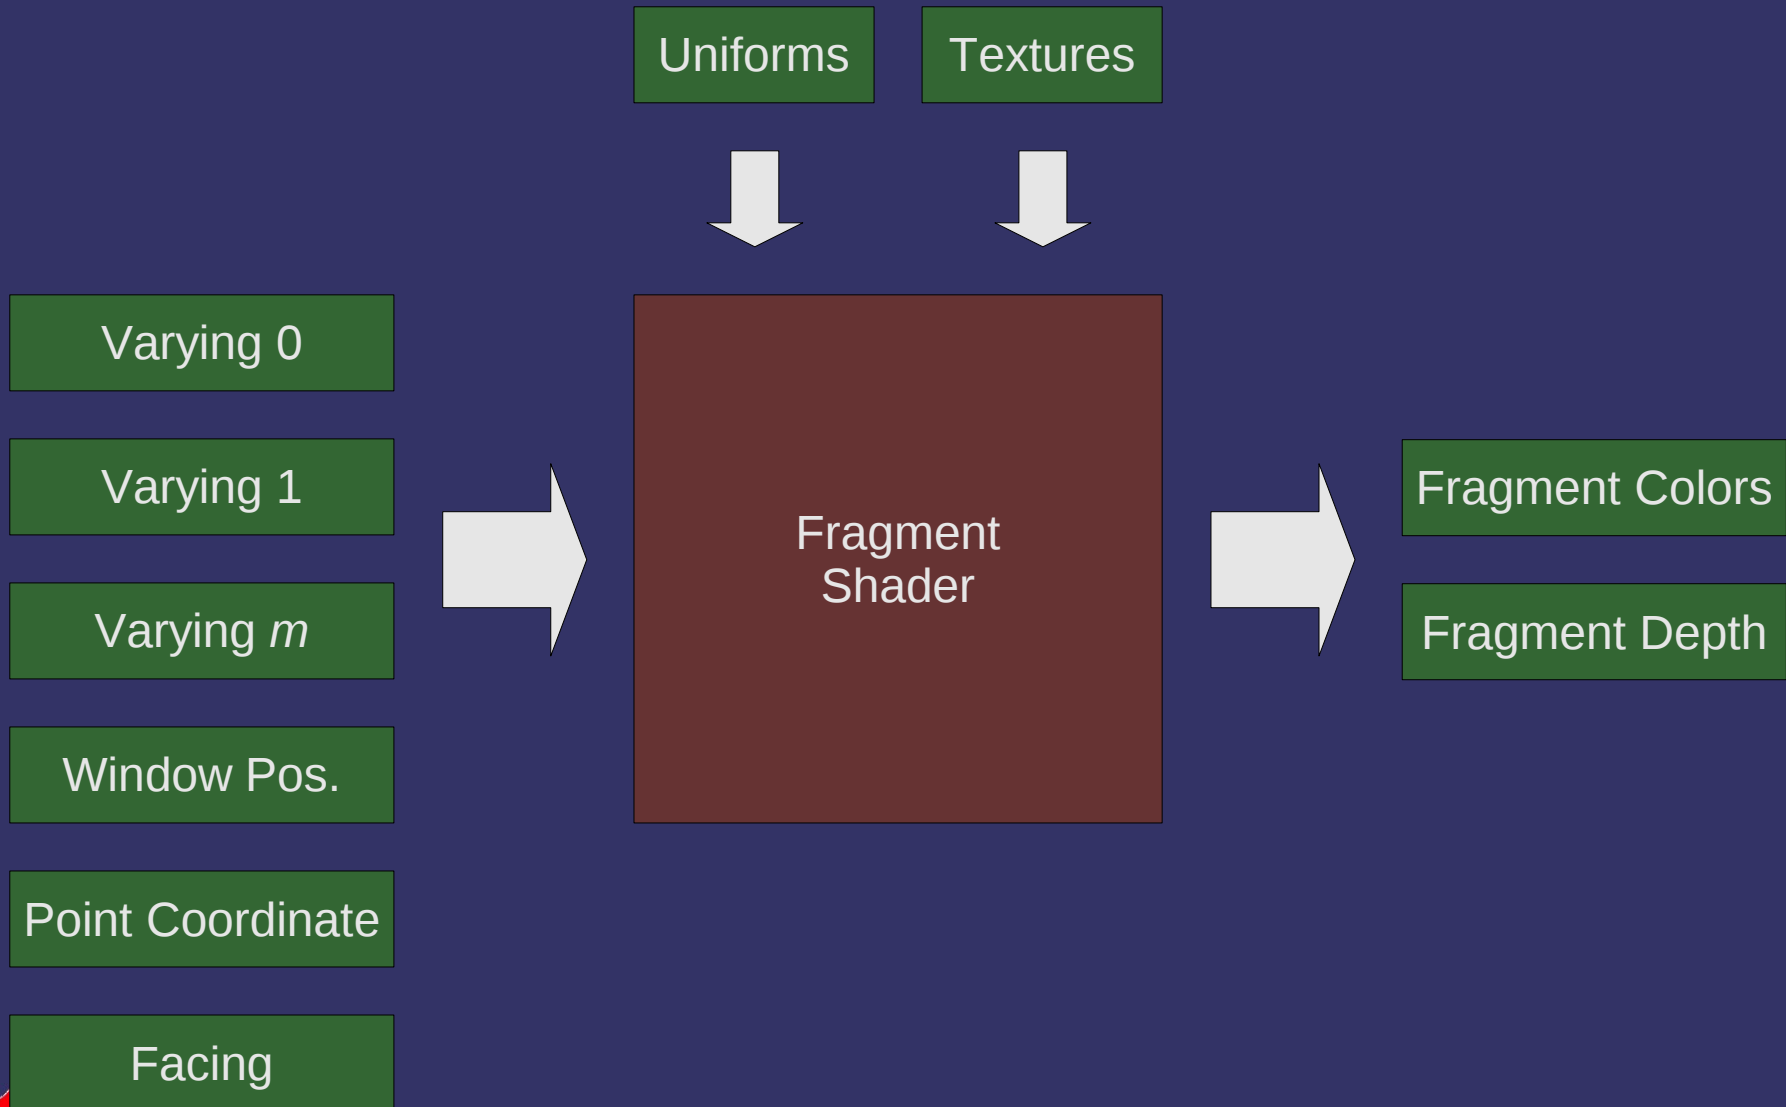 Uniforms
Textures
Varying 0
Varying 1
Varying m
Window Pos.
Point Coordinate
Facing
Fragment
Shader
Fragment Colors
Fragment Depth